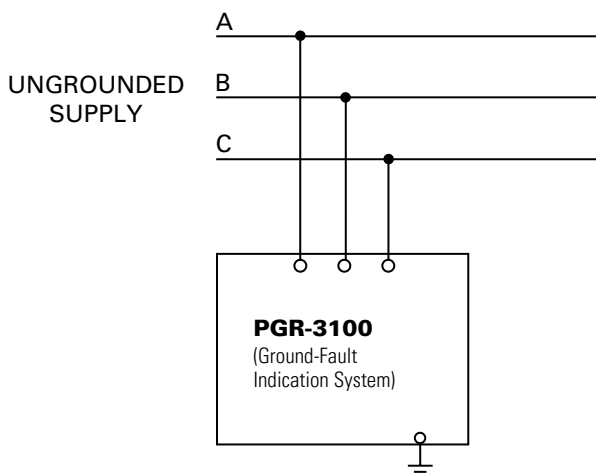 A
UNGROUNDED
SUPPLY
B
C
PGR-3100
(Ground-Fault
Indication System)